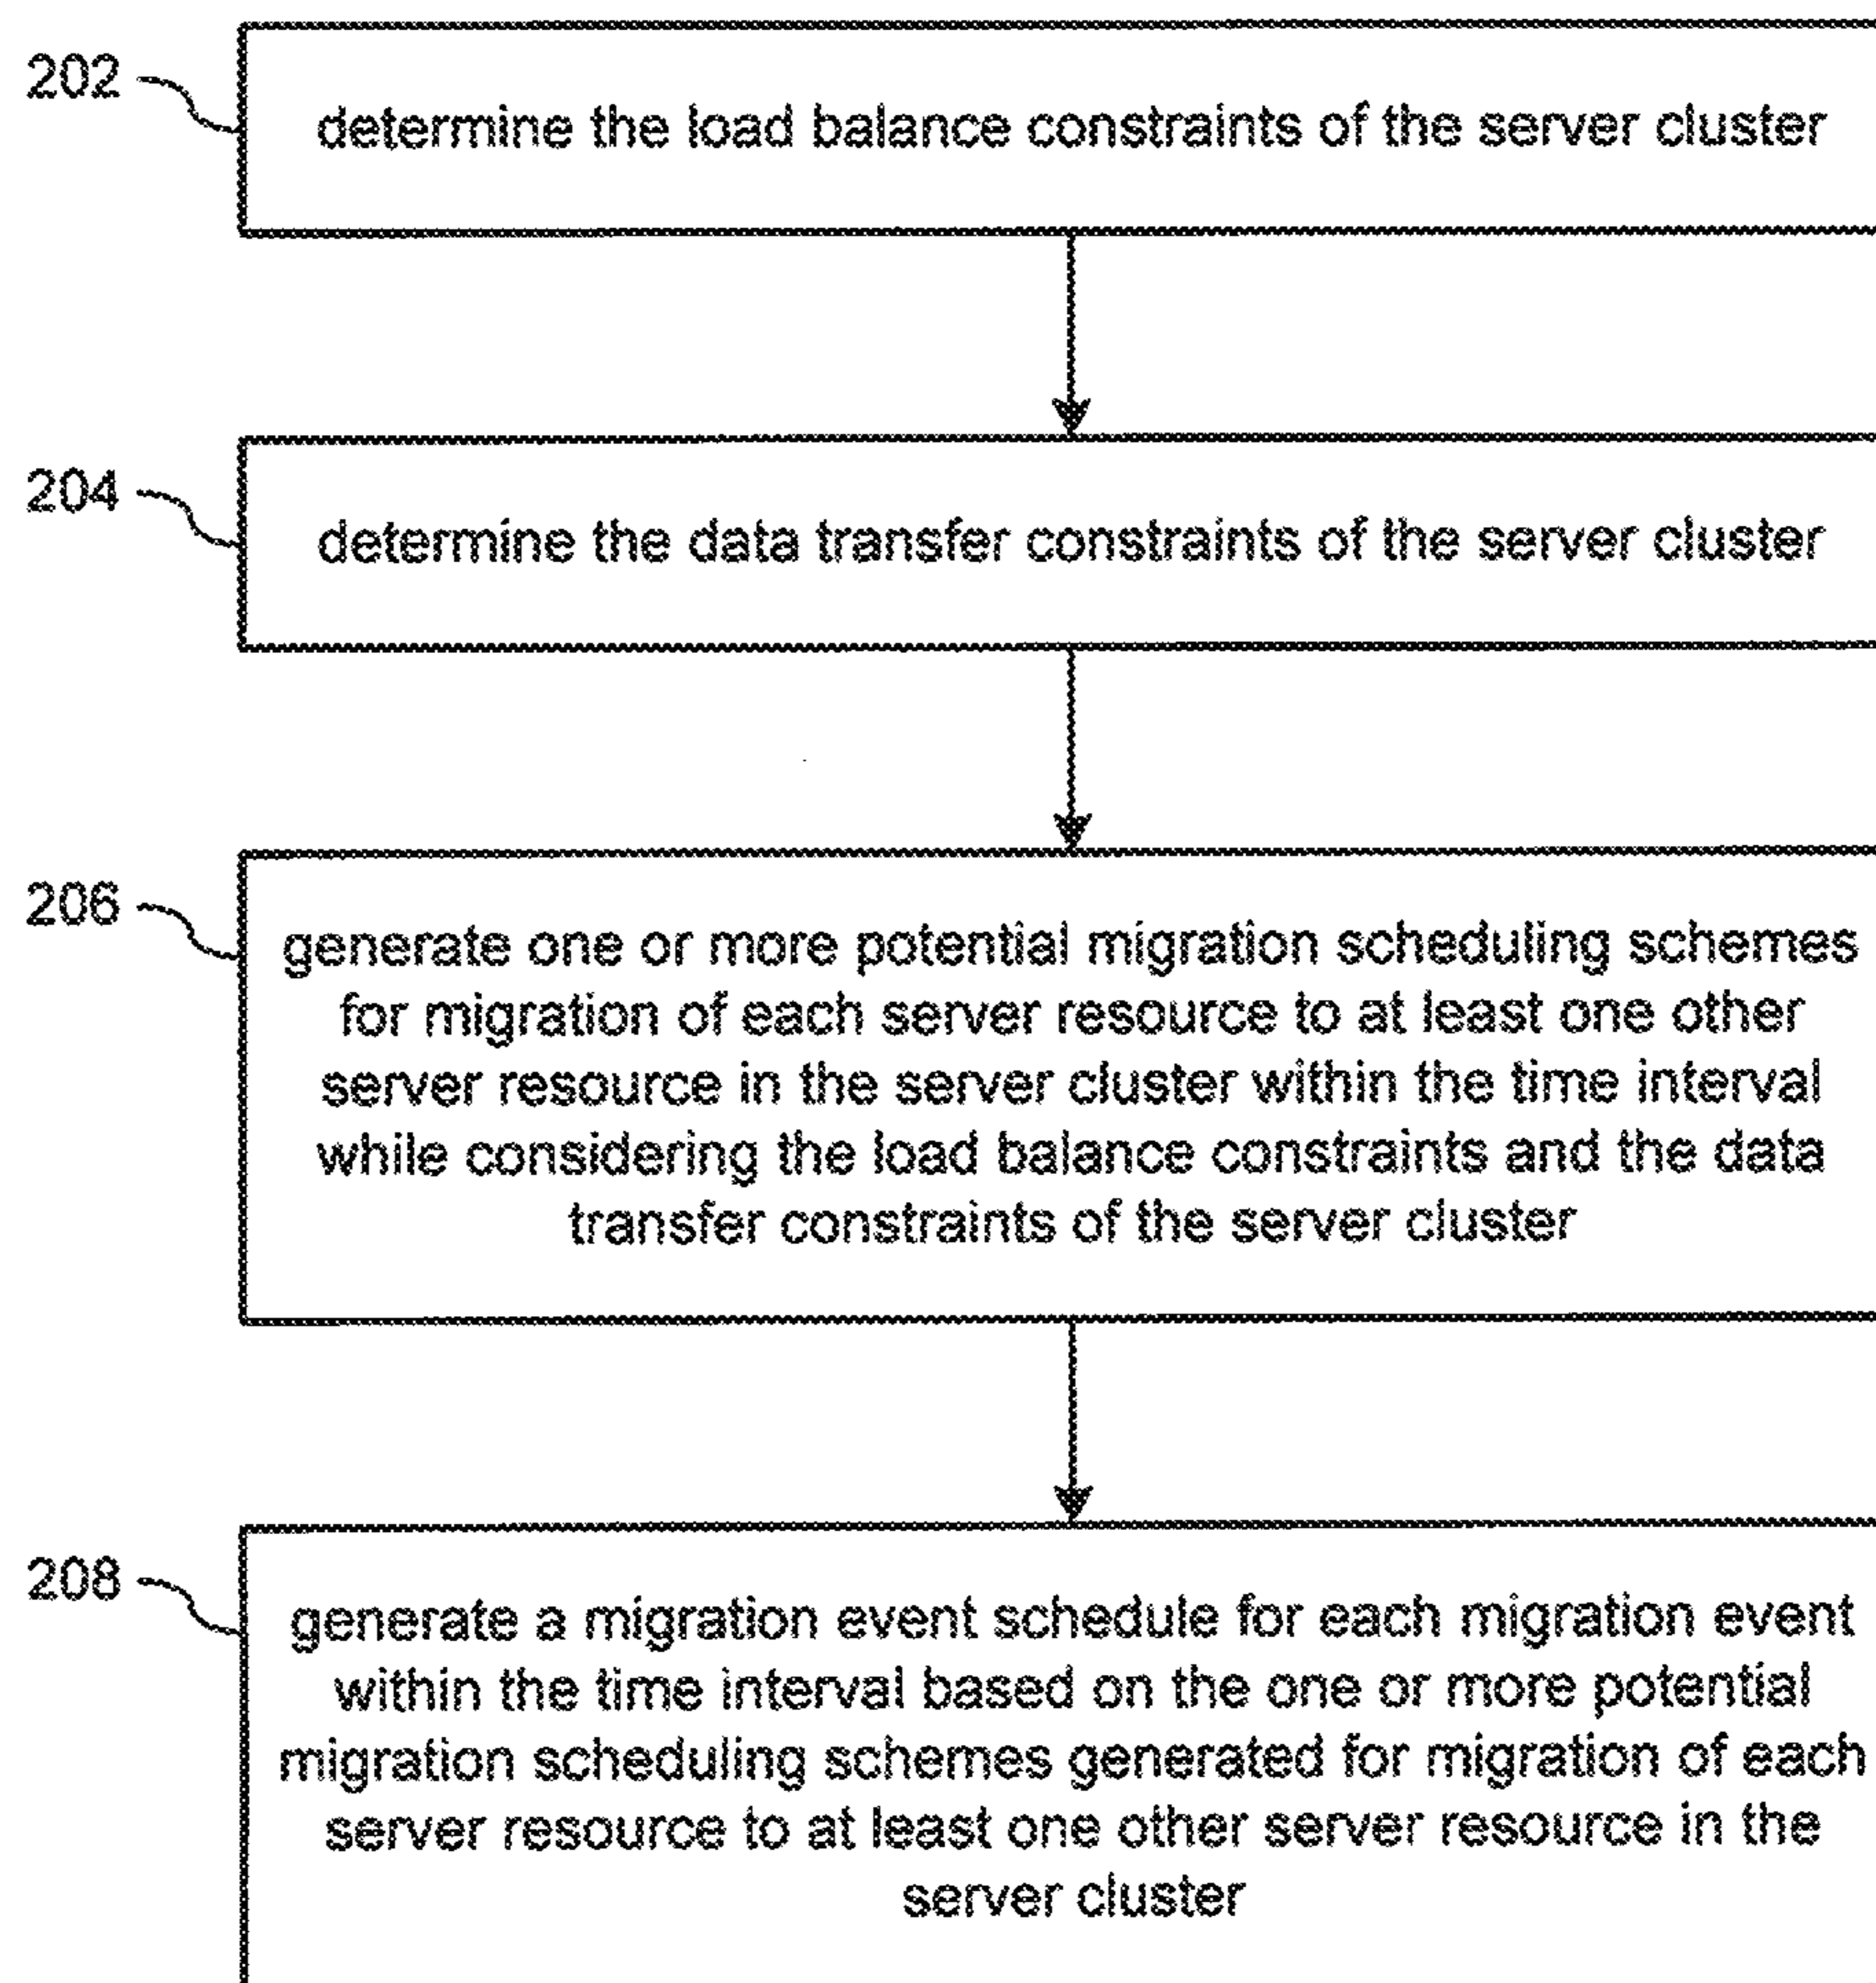 202
determine the load balance constraints of the server cluster
204
determine the data transfer constraints of the server cluster
206
generate one or more potential migration scheduling schemes
for migration of each server resource to at least one other
server resource in the server cluster within the time interval
while considering the load balance constraints and the data
transfer constraints of the server cluster
208
generate a migration event schedule for each migration event
within the time interval based on the one or more potential
migration scheduling schemes generated for migration of each
server resource to at least one other server resource in the
server cluster